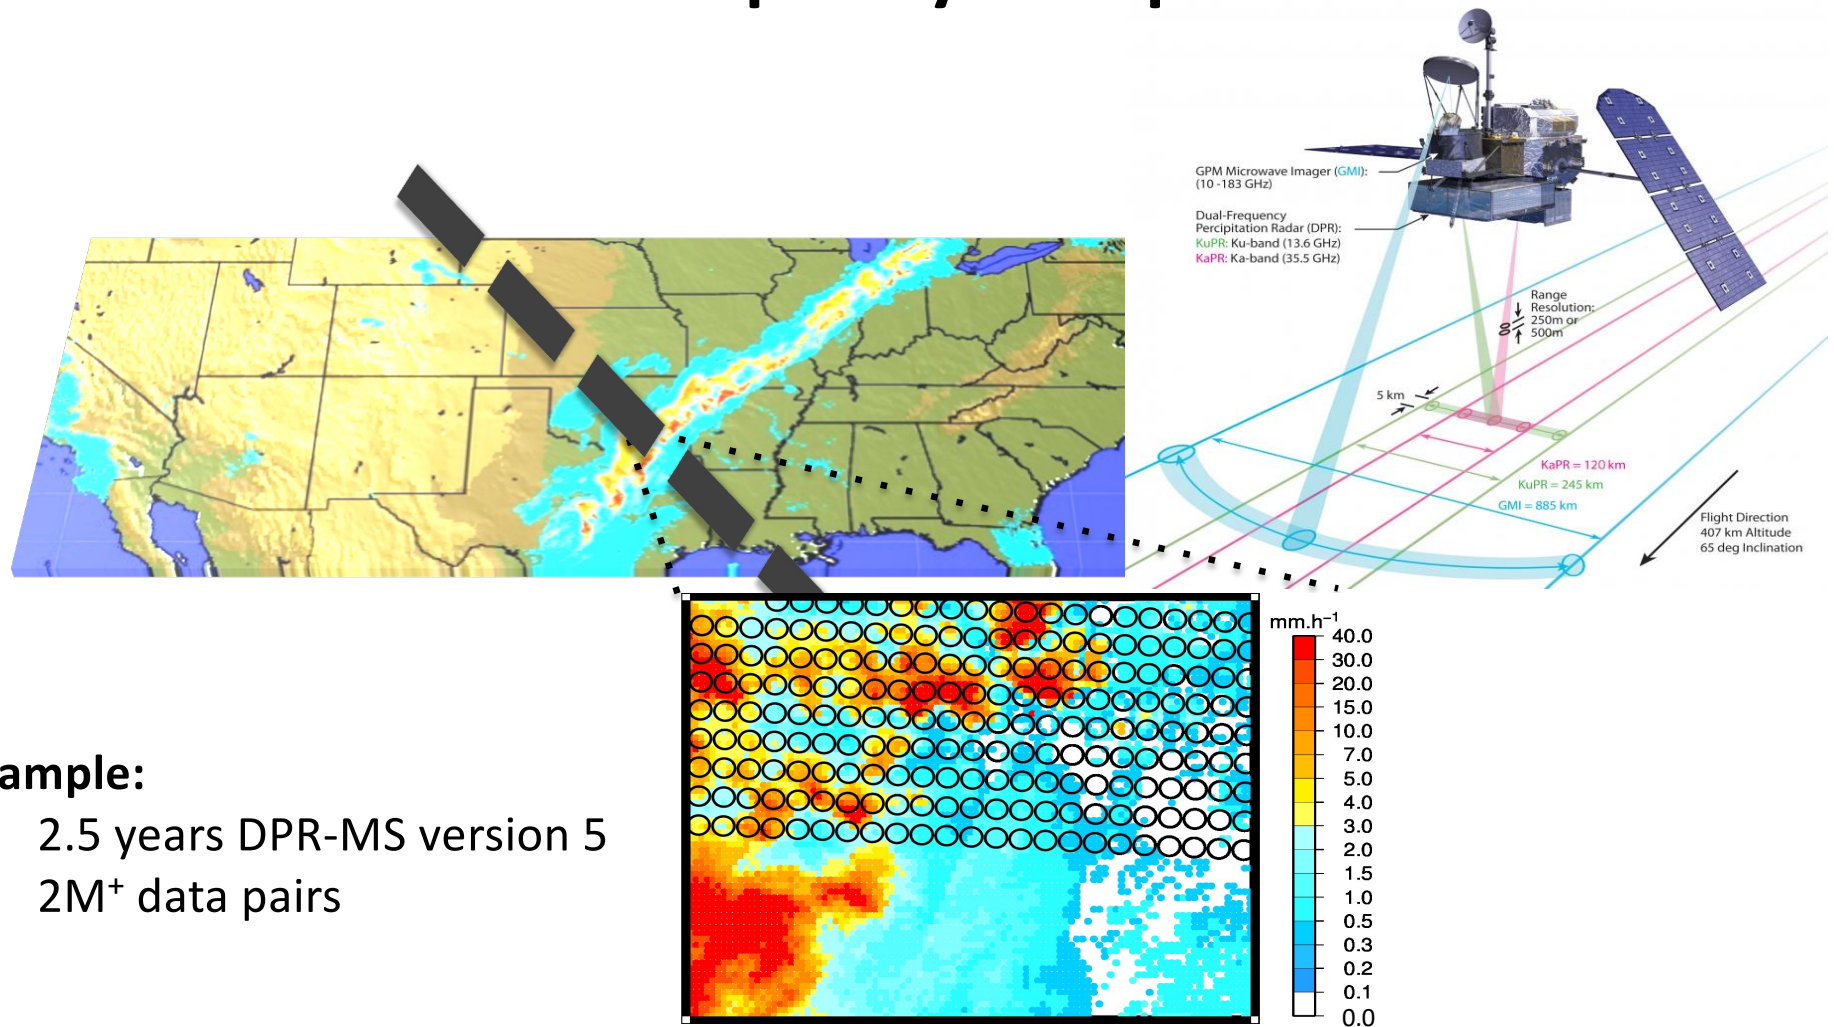 GPM Microwave Imager (GMI):
(10 -183 GHz)
Dual-Frequency
Percipitation Radar (DPR):
KuPR: Ku-band (13.6 GHz)
KaPR: Ka-band (35.5 GHz)
Range
Resolution:
250m or
500m
5 km
KaPR = 120 km
KuPR = 245 km
GMI = 885 km
Flight Direction
407 km Altitude
65 deg Inclination
mm.h⁻¹
40.0
30.0
20.0
15.0
10.0
7.0
5.0
4.0
3.0
2.0
1.5
1.0
0.5
0.3
0.2
0.1
0.0
ample:
2.5 years DPR-MS version 5
2M⁺ data pairs